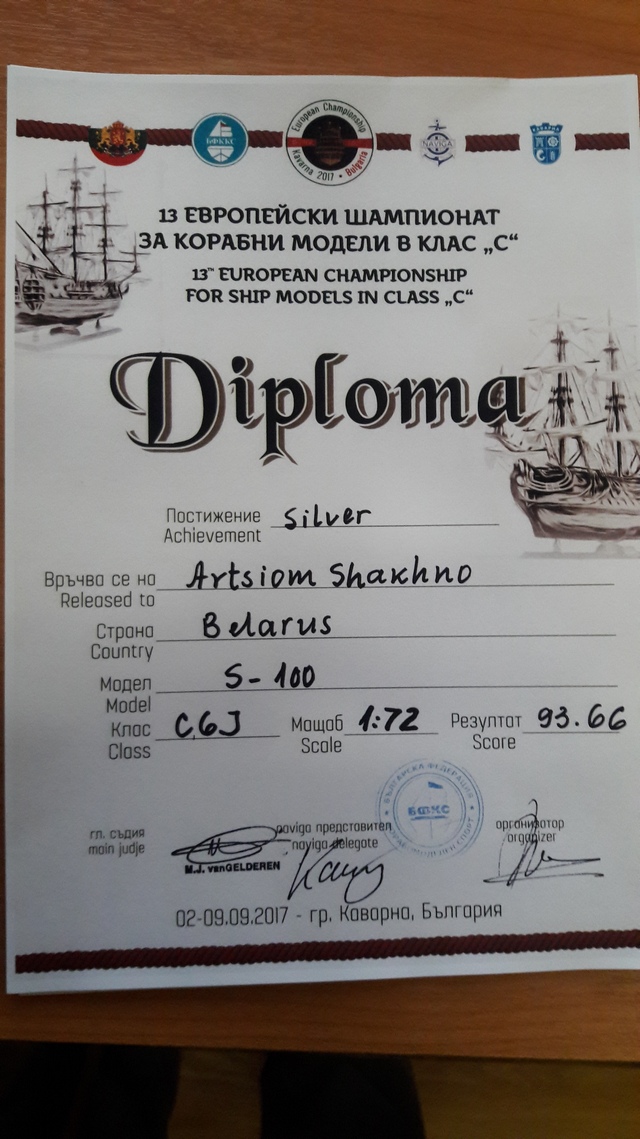 European Championship
Kavarna 2017 • Bulgaria
БФККС
NAVIGA
13 ЕВРОПЕЙСКИ ШАМПИОНАТ
ЗА КОРАБНИ МОДЕЛИ В КЛАС „С“
13TH EUROPEAN CHAMPIONSHIP
FOR SHIP MODELS IN CLASS „C“
Diploma
Постижение Silver
Achievement
Връчва се на Artsiom Shakhno
Released to
Страна Belarus
Country
Модел S-100
Model
Клас C6J Мащаб 1:72 Резултат 93.66
Class Scale Score
БЪЛГАРСКА ФЕДЕРАЦИЯ
гл. съдия naviga представител организатор
main judje naviga delegate organizer
M.J. vanGELDEREN
02-09.09.2017 - гр. Каварна, България